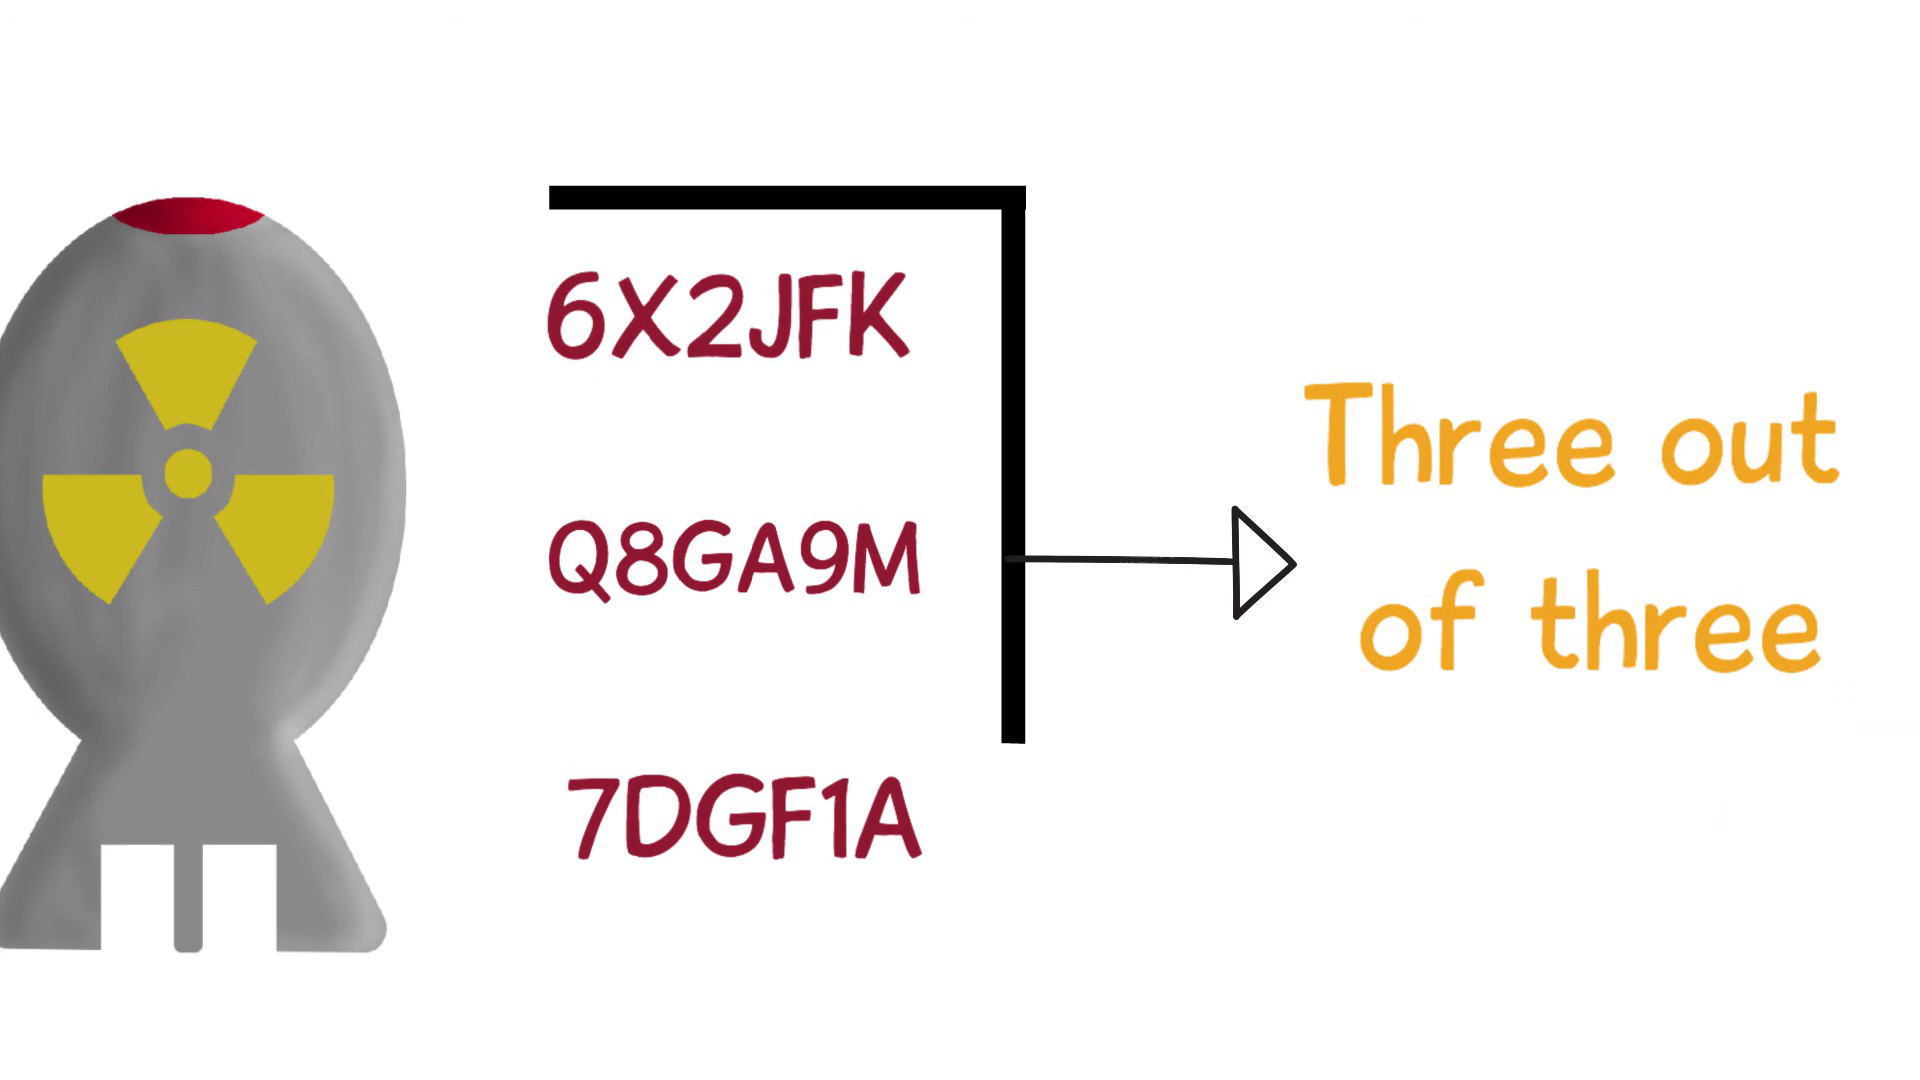 6X2JFK
Q8GA9M
7DGF1A
Three out
of three